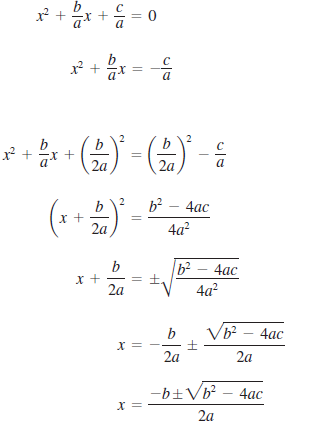 x² + b/a x + c/a = 0
x² + b/a x = −c/a
x² + b/a x + (b/2a)² = (b/2a)² − c/a
(x + b/2a)² = b² − 4ac/4a²
x + b/2a = ±√(b² − 4ac/4a²)
x = −b/2a ± √(b² − 4ac)/2a
x = −b±√(b² − 4ac)/2a